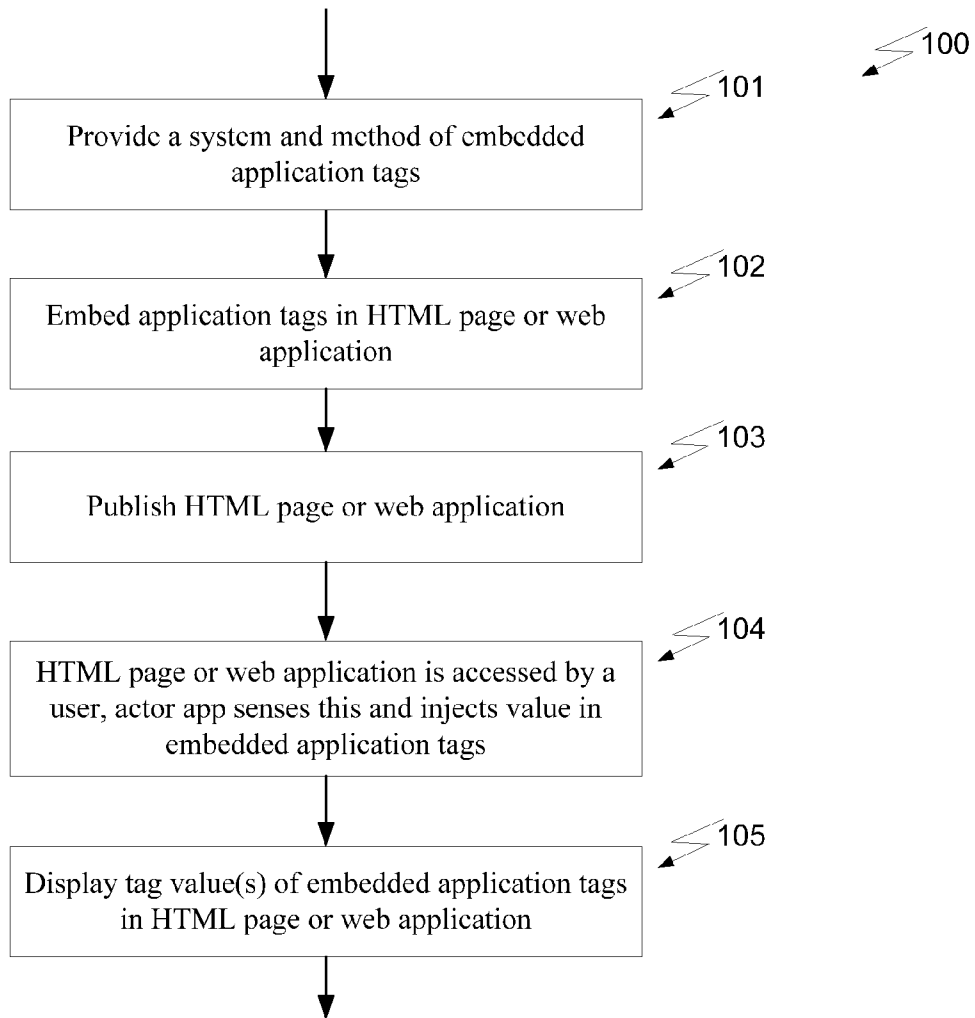 100
101
Provide a system and method of embedded
application tags
102
Embed application tags in HTML page or web
application
103
Publish HTML page or web application
104
HTML page or web application is accessed by a
user, actor app senses this and injects value in
embedded application tags
105
Display tag value(s) of embedded application tags
in HTML page or web application